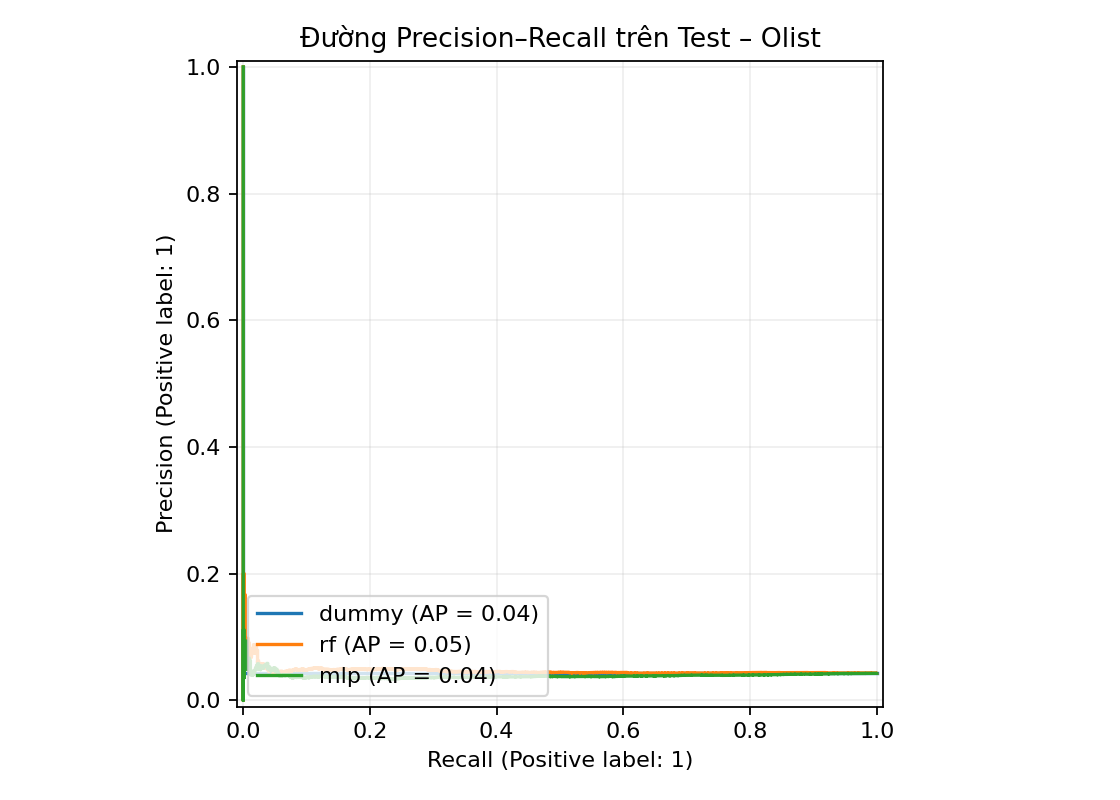 Đường Precision–Recall trên Test – Olist
1.0
0.8
0.6
0.4
0.2
0.0
Precision (Positive label: 1)
dummy (AP = 0.04)
rf (AP = 0.05)
mlp (AP = 0.04)
0.0 0.2 0.4 0.6 0.8 1.0
Recall (Positive label: 1)